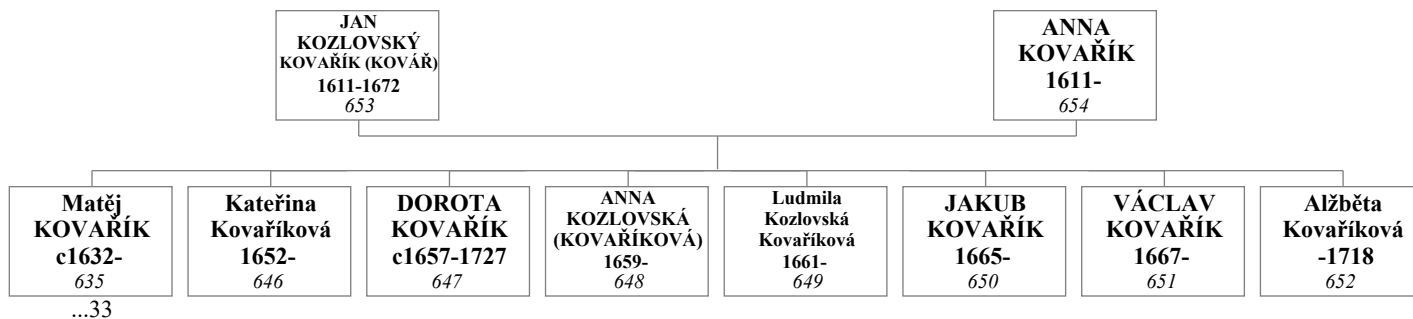 JAN
KOZLOVSKÝ
KOVAŘÍK (KOVÁŘ)
1611-1672
653
ANNA
KOVAŘÍK
1611-
654
Matěj
KOVAŘÍK
c1632-
635
...33
Kateřina
Kovaříková
1652-
646
DOROTA
KOVAŘÍK
c1657-1727
647
ANNA
KOZLOVSKÁ
(KOVAŘÍKOVÁ)
1659-
648
Ludmila
Kozlovská
Kovaříková
1661-
649
JAKUB
KOVAŘÍK
1665-
650
VÁCLAV
KOVAŘÍK
1667-
651
Alžběta
Kovaříková
-1718
652